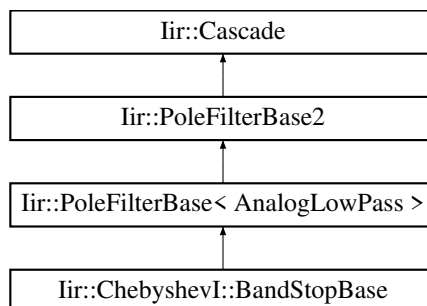 Iir::Cascade
Iir::PoleFilterBase2
Iir::PoleFilterBase< AnalogLowPass >
Iir::ChebyshevI::BandStopBase